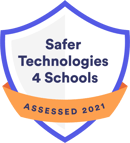 Safer
Technologies
4 Schools
ASSESSED 2021